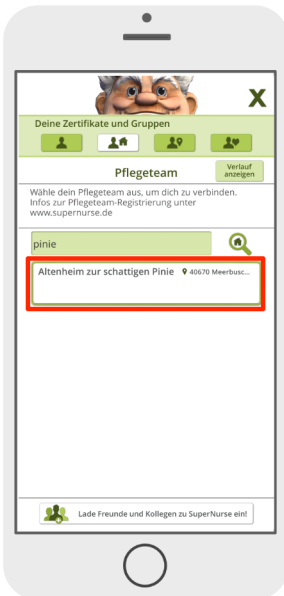 X
Deine Zertifikate und Gruppen
Pflegeteam
Verlauf
anzeigen
Wähle dein Pflegeteam aus, um dich zu verbinden.
Infos zur Pflegeteam-Registrierung unter
www.supernurse.de
pinie
Altenheim zur schattigen Pinie 40670 Meerbusc...
Lade Freunde und Kollegen zu SuperNurse ein!